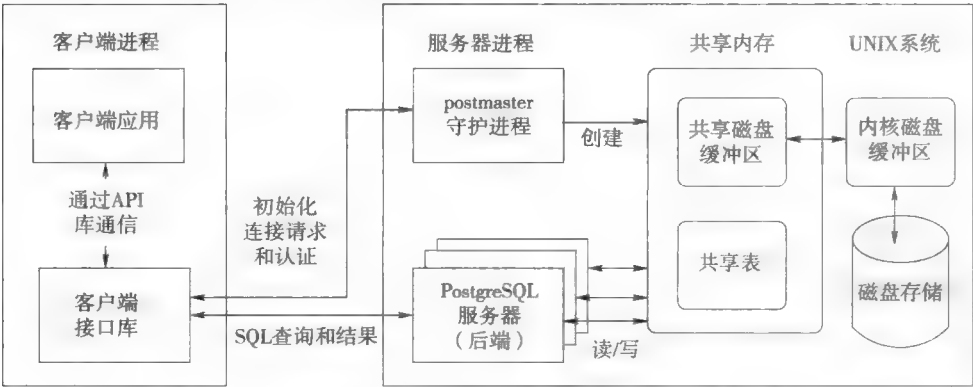 客户端进程
客户端应用
通过API
库通信
客户端
接口库
初始化
连接请求
和认证
SQL查询和结果
服务器进程
postmaster
守护进程
创建
PostgreSQL
服务器
（后端）
读/写
共享内存
共享磁盘
缓冲区
共享表
UNIX系统
内核磁盘
缓冲区
磁盘存储